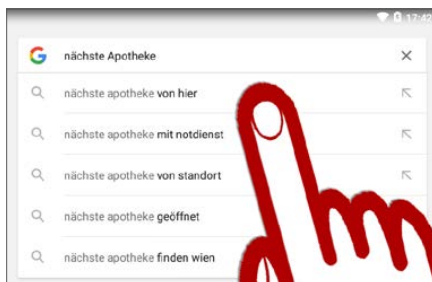 17:42
nächste Apotheke
nächste apotheke von hier
nächste apotheke mit notdienst
nächste apotheke von standort
nächste apotheke geöffnet
nächste apotheke finden wien